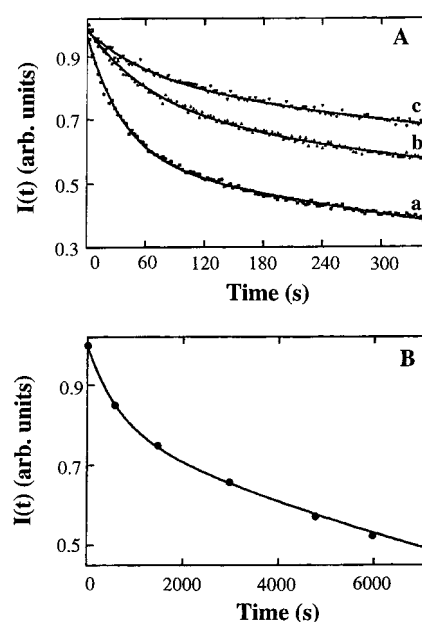 A
0.9
0.7
0.5
0.3
I(t) (arb. units)
c
b
a
0 60 120 180 240 300
Time (s)
B
0.9
0.7
0.5
I(t) (arb. units)
0 2000 4000 6000
Time (s)